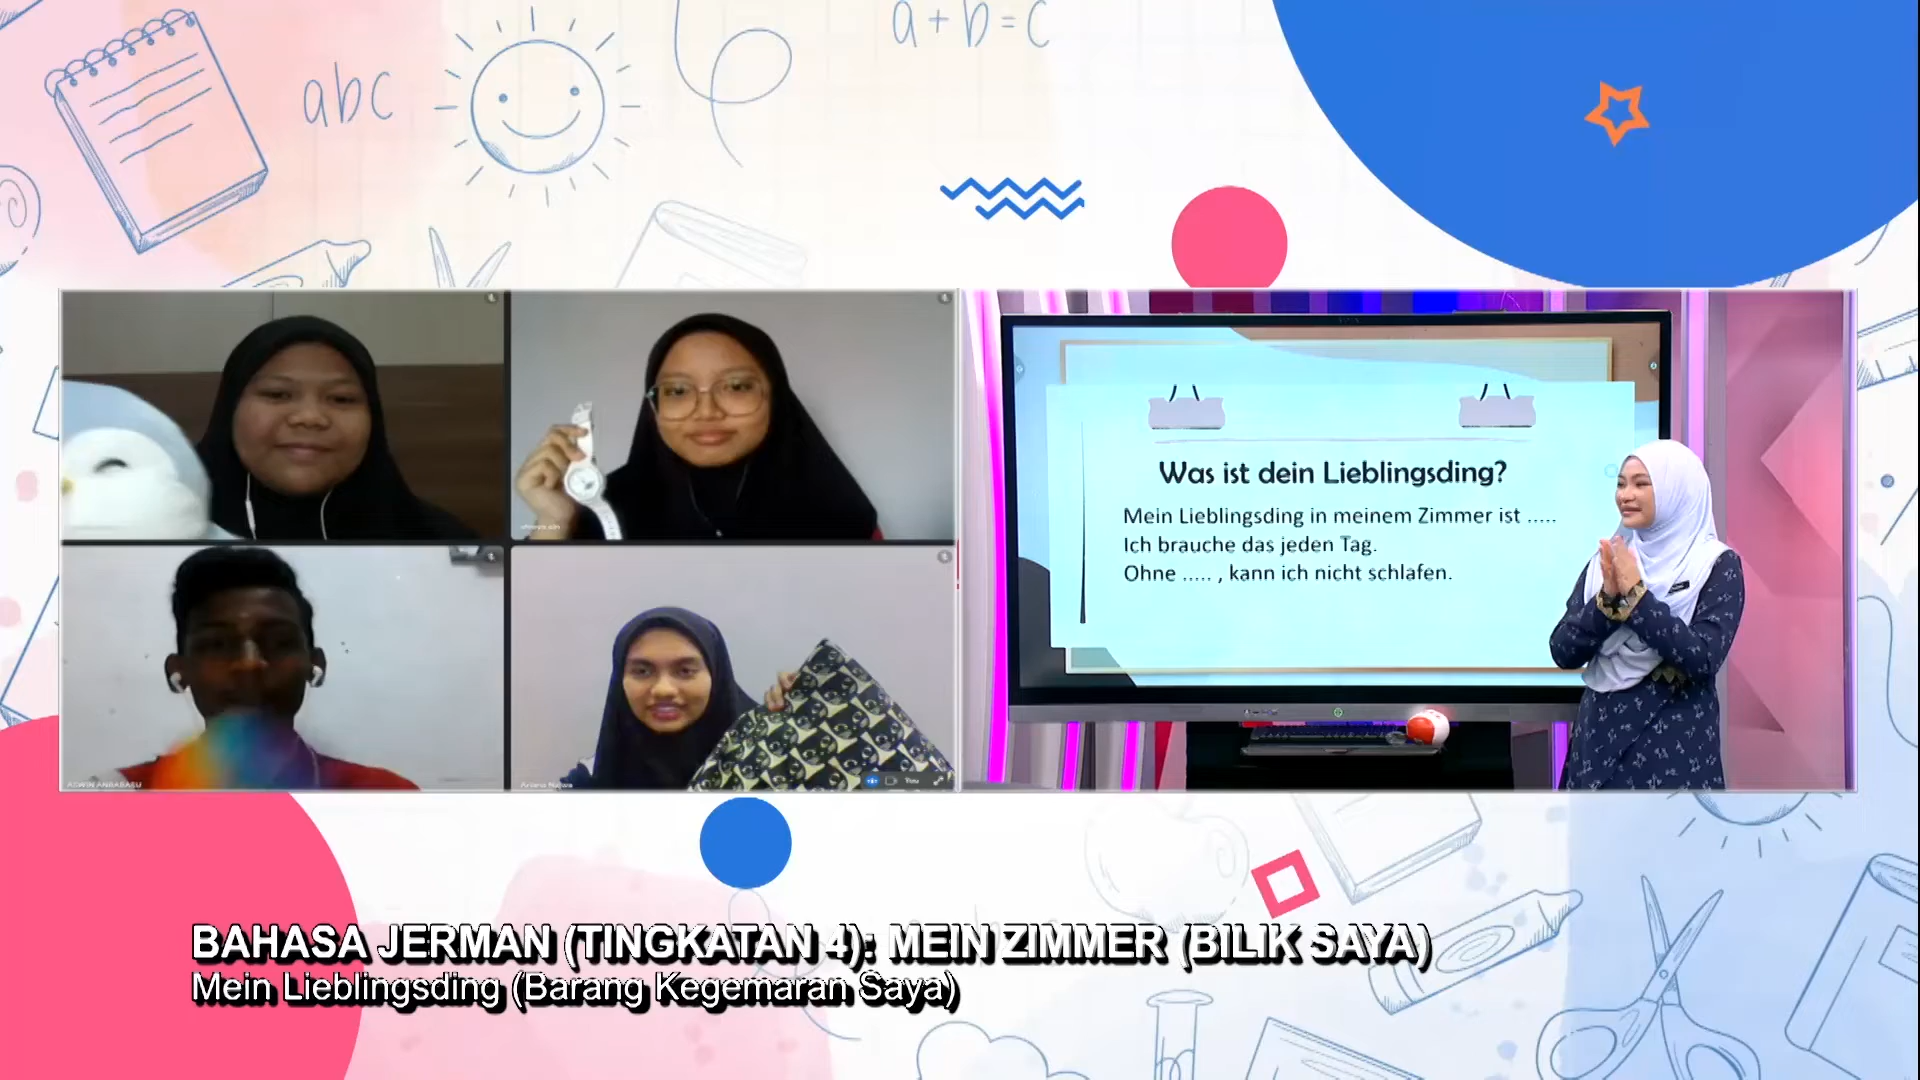 a+b=c
abc
Was ist dein Lieblingsding?
Mein Lieblingsding in meinem Zimmer ist .....
Ich brauche das jeden Tag.
Ohne ..... , kann ich nicht schlafen.
You
BAHASA JERMAN (TINGKATAN 4): MEIN ZIMMER (BILIK SAYA)
Mein Lieblingsding (Barang Kegemaran Saya)